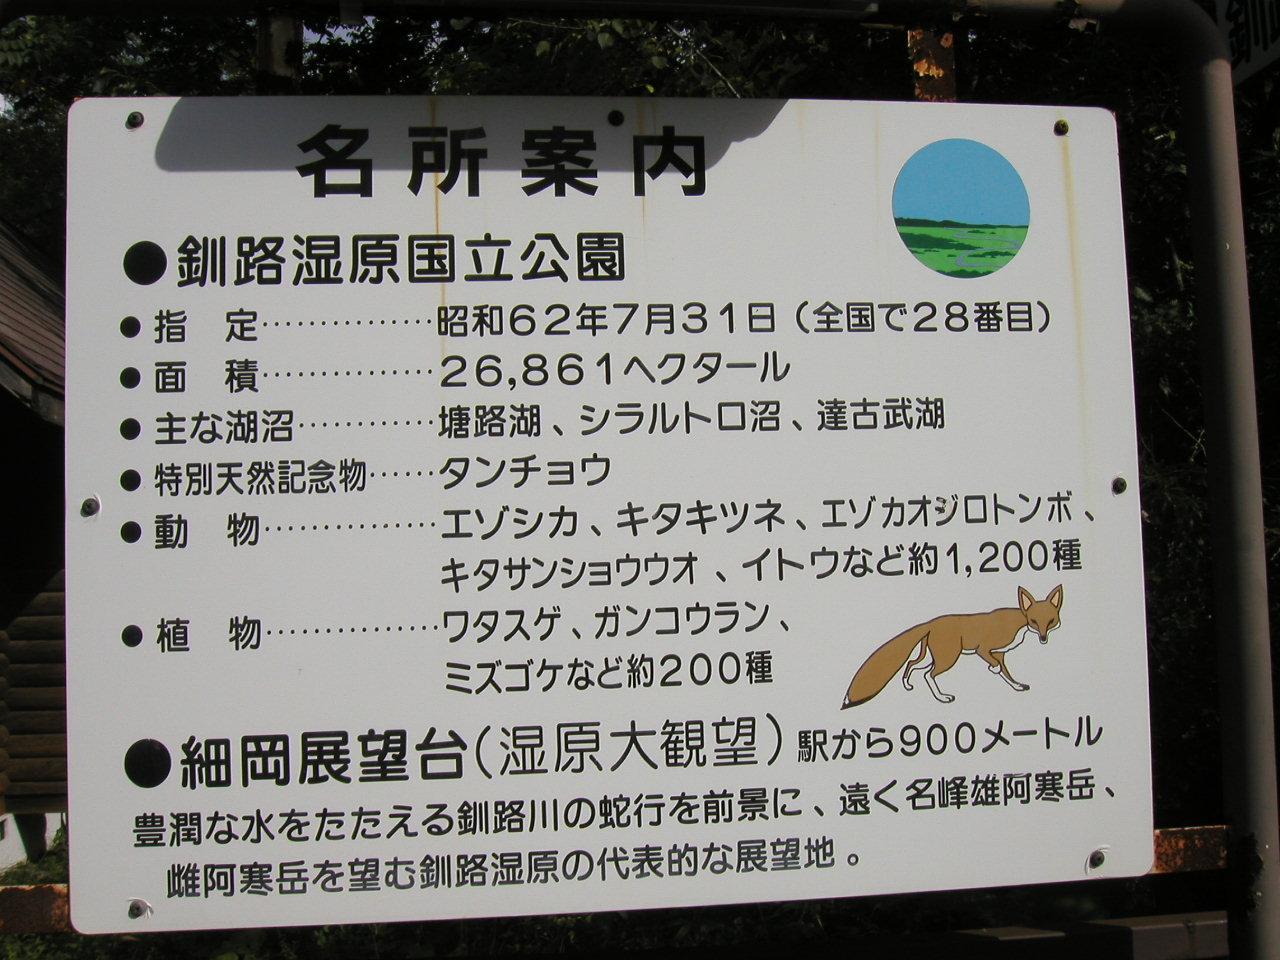 名所案内
●釧路湿原国立公園
●指　定……………昭和62年7月31日（全国で28番目）
●面　積……………26,861ヘクタール
●主な湖沼…………塘路湖、シラルトロ沼、達古武湖
●特別天然記念物……タンチョウ
●動　物……………エゾシカ、キタキツネ、エゾカオジロトンボ、
キタサンショウウオ、イトウなど約1,200種
●植　物……………ワタスゲ、ガンコウラン、
ミズゴケなど約200種
●細岡展望台（湿原大観望）駅から900メートル
豊潤な水をたたえる釧路川の蛇行を前景に、遠く名峰雄阿寒岳、
雌阿寒岳を望む釧路湿原の代表的な展望地。
釧